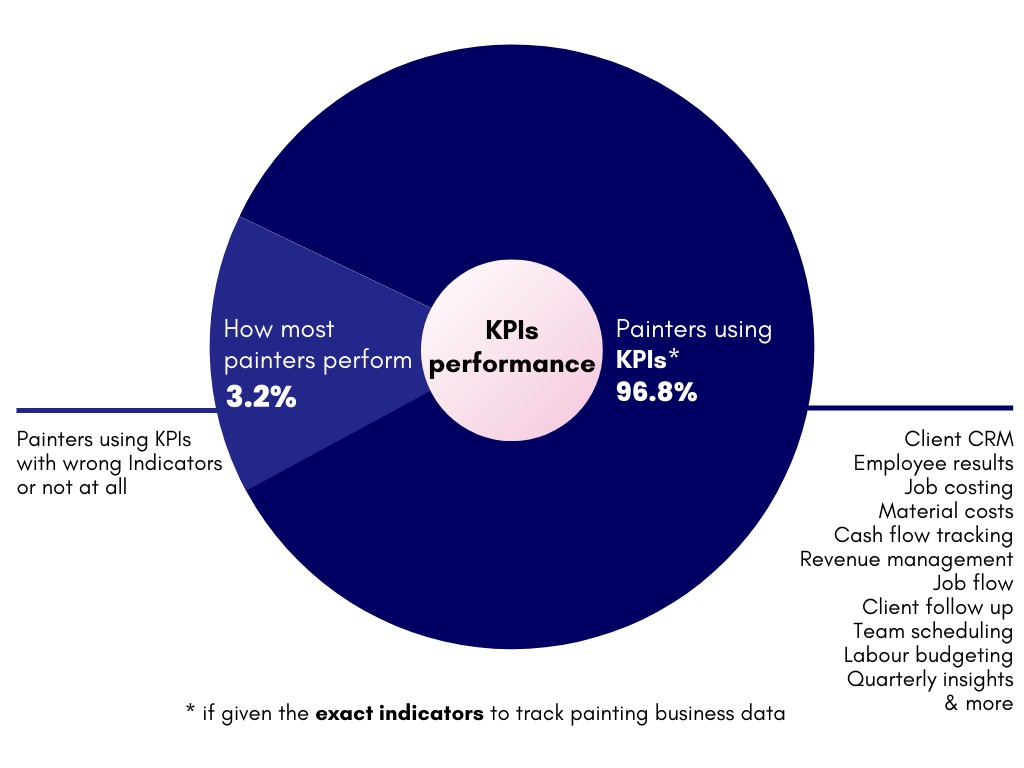 How most
painters perform
3.2%
KPIs
performance
Painters using
KPIs*
96.8%
Painters using KPIs
with wrong Indicators
or not at all
Client CRM
Employee results
Job costing
Material costs
Cash flow tracking
Revenue management
Job flow
Client follow up
Team scheduling
Labour budgeting
Quarterly insights
& more
* if given the exact indicators to track painting business data